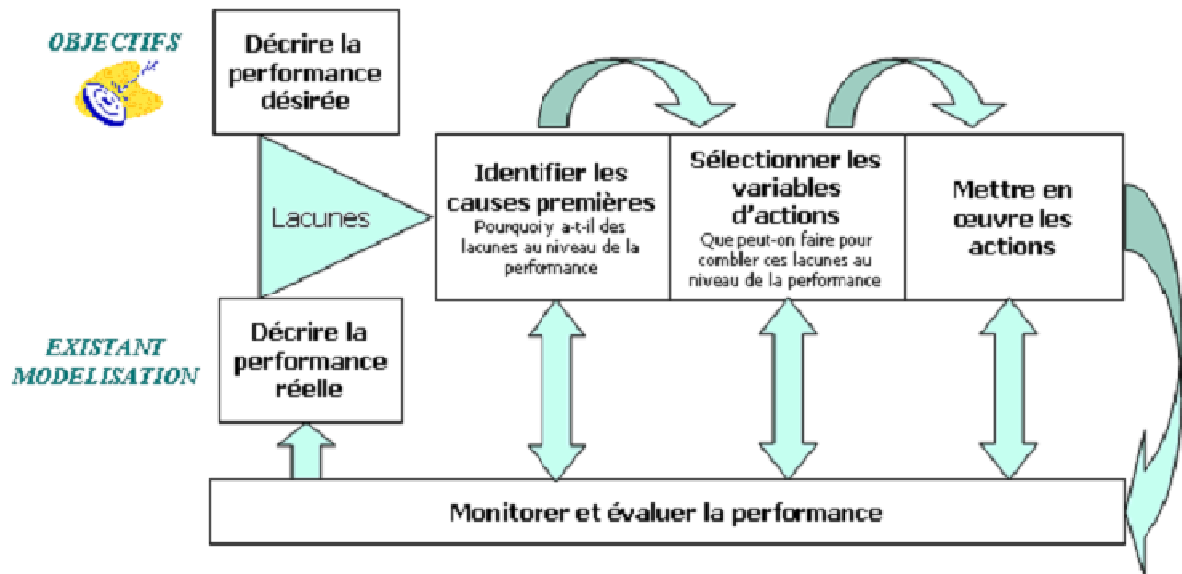 OBJECTIFS
Décrire la
performance
désirée
Lacunes
Identifier les
causes premières
Pourquoi y a-t-il des
lacunes au niveau de la
performance
Sélectionner les
variables
d'actions
Que peut-on faire pour
combler ces lacunes au
niveau de la performance
Mettre en
œuvre les
actions
EXISTANT
MODELISATION
Décrire la
performance
réelle
Monitorer et évaluer la performance